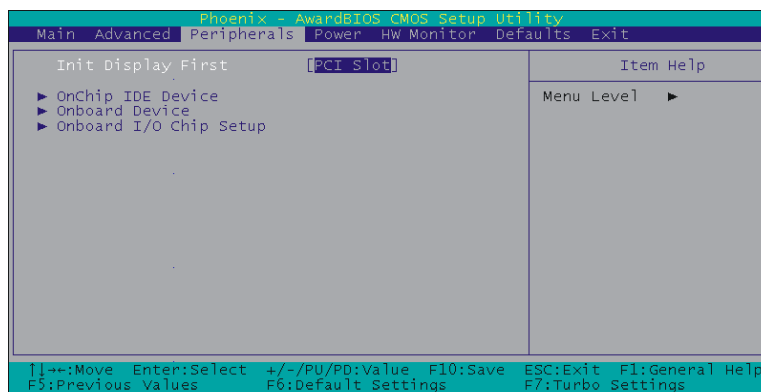 Phoenix - AwardBIOS CMOS Setup Utility
Main Advanced Peripherals Power HW Monitor Defaults Exit
Init Display First [PCI Slot]
Item Help
► OnChip IDE Device
► Onboard Device
► Onboard I/O Chip Setup
Menu Level ►
↑↓→←:Move Enter:Select +/-/PU/PD:Value F10:Save ESC:Exit F1:General Help
F5:Previous Values F6:Default Settings F7:Turbo Settings